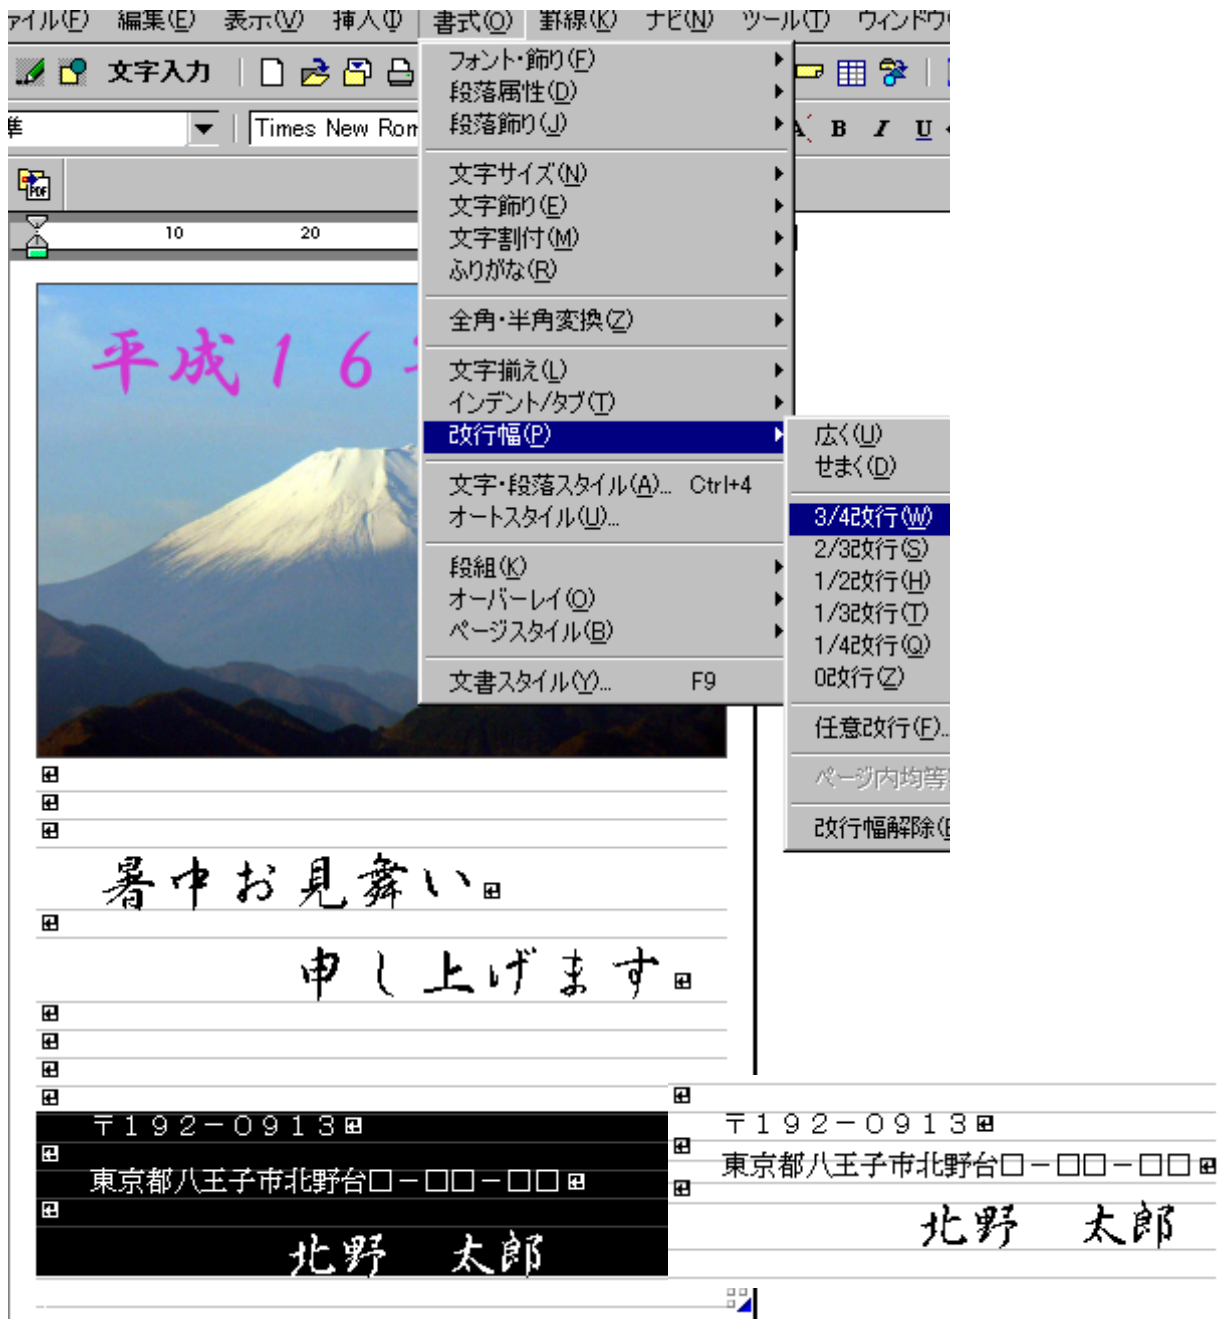 ァイル(F) 編集(E) 表示(V) 挿入(I) 書式(O) 罫線(K) ナビ(N) ツール(T) ウィンドウ
文字入力
準 Times New Rom B I U
PDF
10 20
フォント・飾り(F)
段落属性(D)
段落飾り(J)
文字サイズ(N)
文字飾り(E)
文字割付(M)
ふりがな(R)
全角・半角変換(Z)
文字揃え(L)
インデント/タブ(T)
改行幅(P)
文字・段落スタイル(A)... Ctrl+4
オートスタイル(U)...
段組(K)
オーバーレイ(O)
ページスタイル(B)
文書スタイル(Y)... F9
広く(U)
せまく(D)
3/4改行(W)
2/3改行(S)
1/2改行(H)
1/3改行(T)
1/4改行(Q)
0改行(Z)
任意改行(F)...
ページ内均等
改行幅解除(
平成１６
暑中お見舞い
申し上げます
〒１９２－０９１３
東京都八王子市北野台□－□□－□□
北野　太郎
〒１９２－０９１３
東京都八王子市北野台□－□□－□□
北野　太郎